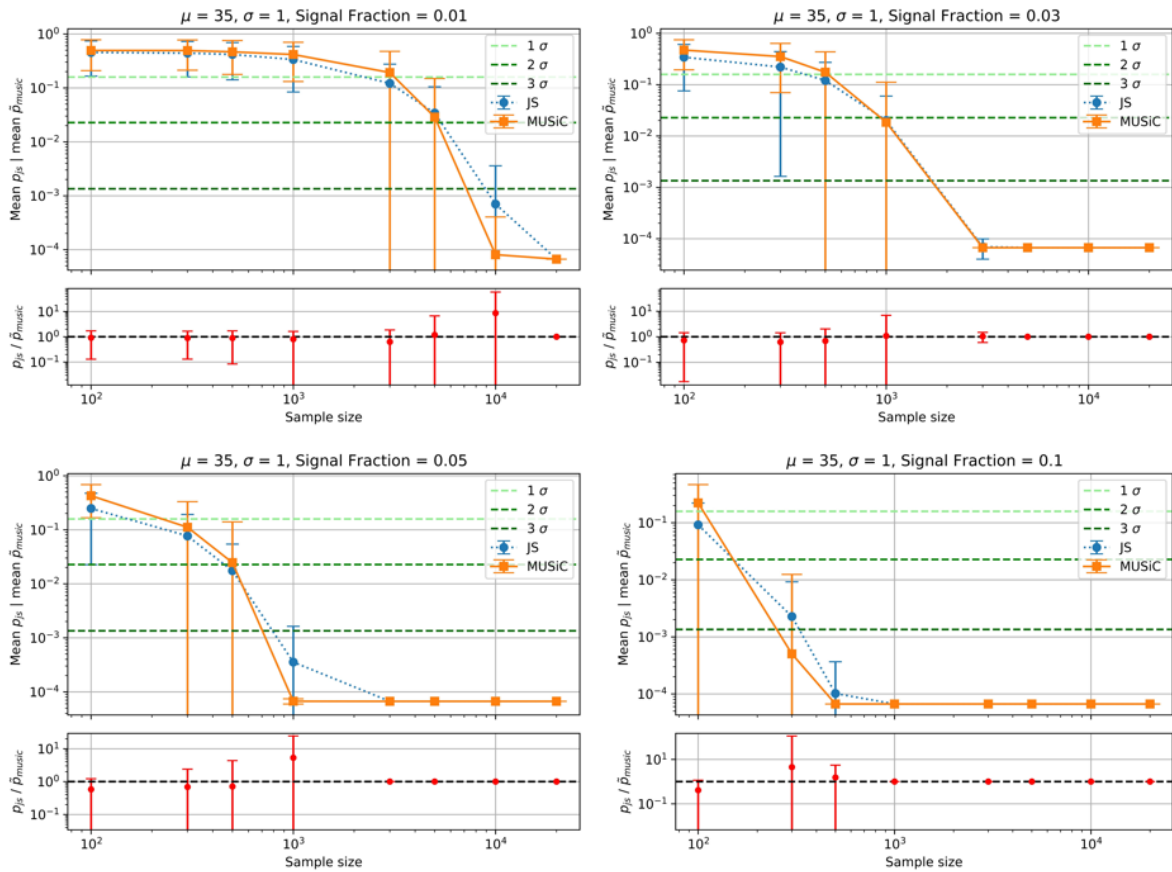 μ = 35, σ = 1, Signal Fraction = 0.01
Mean p_js | mean p̃_music
10⁰
10⁻¹
10⁻²
10⁻³
10⁻⁴
1 σ
2 σ
3 σ
JS
MUSiC
p_js / p̃_music
10¹
10⁰
10⁻¹
10² 10³ 10⁴
Sample size
μ = 35, σ = 1, Signal Fraction = 0.03
Mean p_js | mean p̃_music
10⁰
10⁻¹
10⁻²
10⁻³
10⁻⁴
1 σ
2 σ
3 σ
JS
MUSiC
p_js / p̃_music
10¹
10⁰
10⁻¹
10² 10³ 10⁴
Sample size
μ = 35, σ = 1, Signal Fraction = 0.05
Mean p_js | mean p̃_music
10⁰
10⁻¹
10⁻²
10⁻³
10⁻⁴
1 σ
2 σ
3 σ
JS
MUSiC
p_js / p̃_music
10¹
10⁰
10⁻¹
10² 10³ 10⁴
Sample size
μ = 35, σ = 1, Signal Fraction = 0.1
Mean p_js | mean p̃_music
10⁻¹
10⁻²
10⁻³
10⁻⁴
1 σ
2 σ
3 σ
JS
MUSiC
p_js / p̃_music
10¹
10⁻¹
10² 10³ 10⁴
Sample size